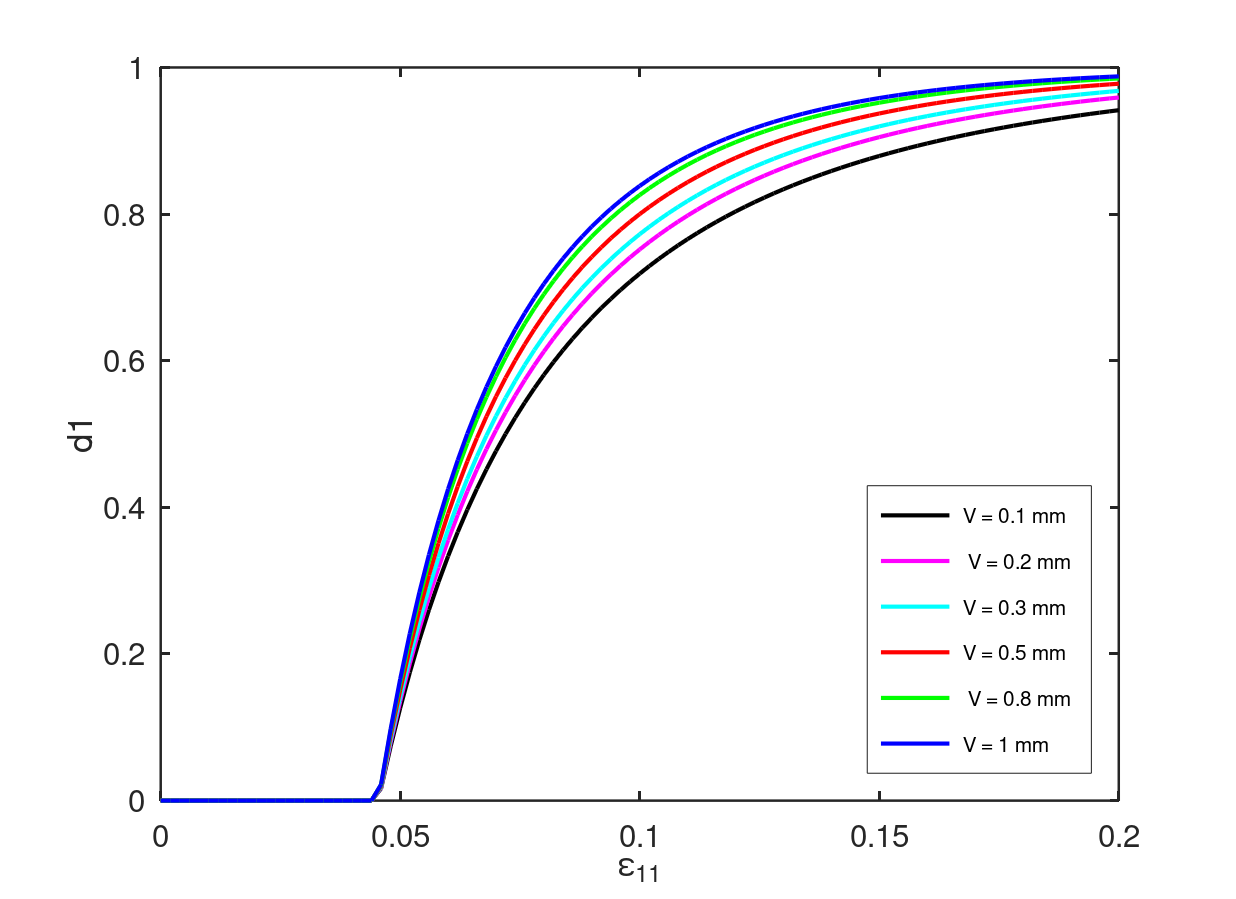 1
0.8
0.6
0.4
0.2
0
d1
V = 0.1 mm
V = 0.2 mm
V = 0.3 mm
V = 0.5 mm
V = 0.8 mm
V = 1 mm
0 0.05 0.1 0.15 0.2
ε₁₁